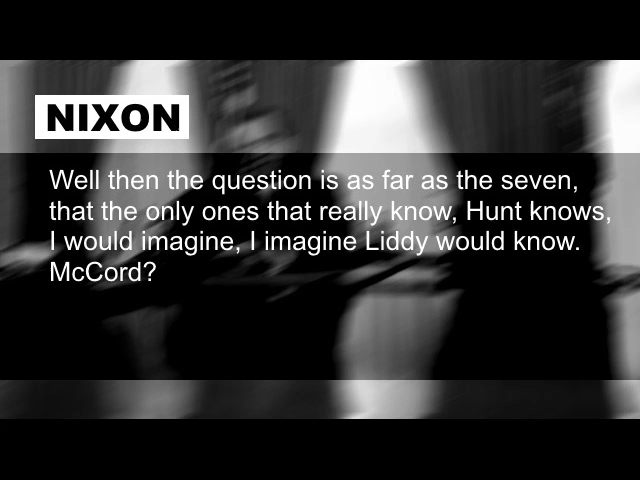 NIXON
Well then the question is as far as the seven,
that the only ones that really know, Hunt knows,
I would imagine, I imagine Liddy would know.
McCord?